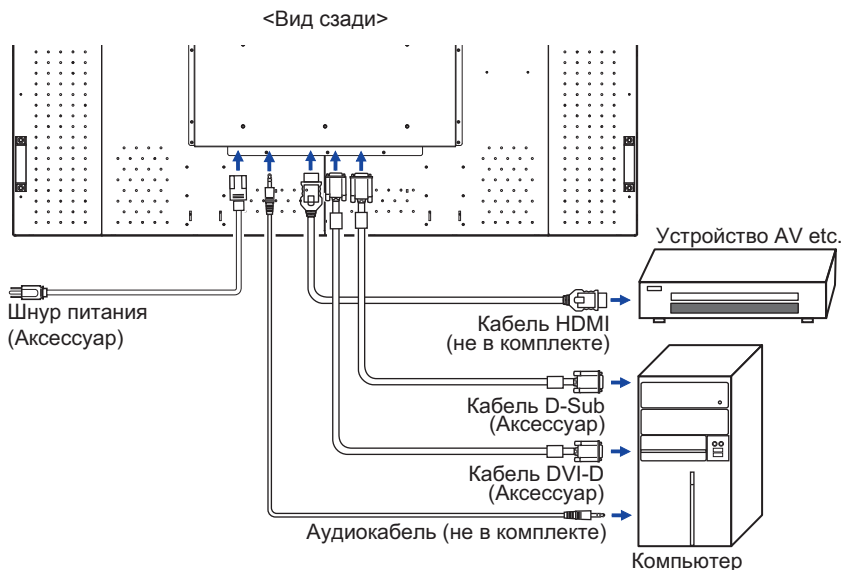 <Вид сзади>
Устройство AV etc.
Шнур питания
(Аксессуар)
Кабель HDMI
(не в комплекте)
Кабель D-Sub
(Аксессуар)
Кабель DVI-D
(Аксессуар)
Аудиокабель (не в комплекте)
Компьютер